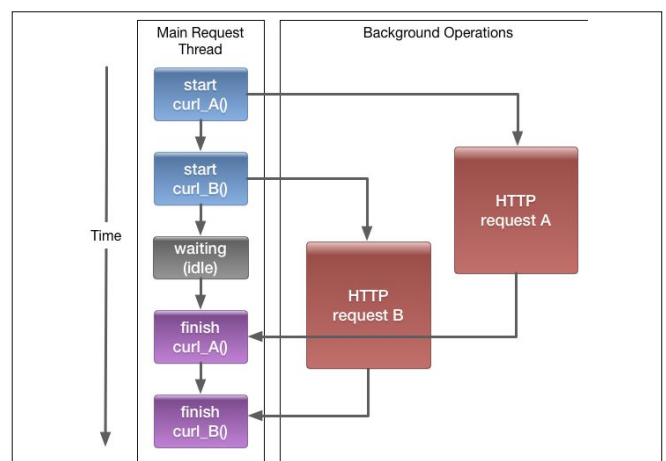 Main Request
Thread
Background Operations
start
curl_A()
start
curl_B()
HTTP
request A
Time
waiting
(idle)
HTTP
request B
finish
curl_A()
finish
curl_B()